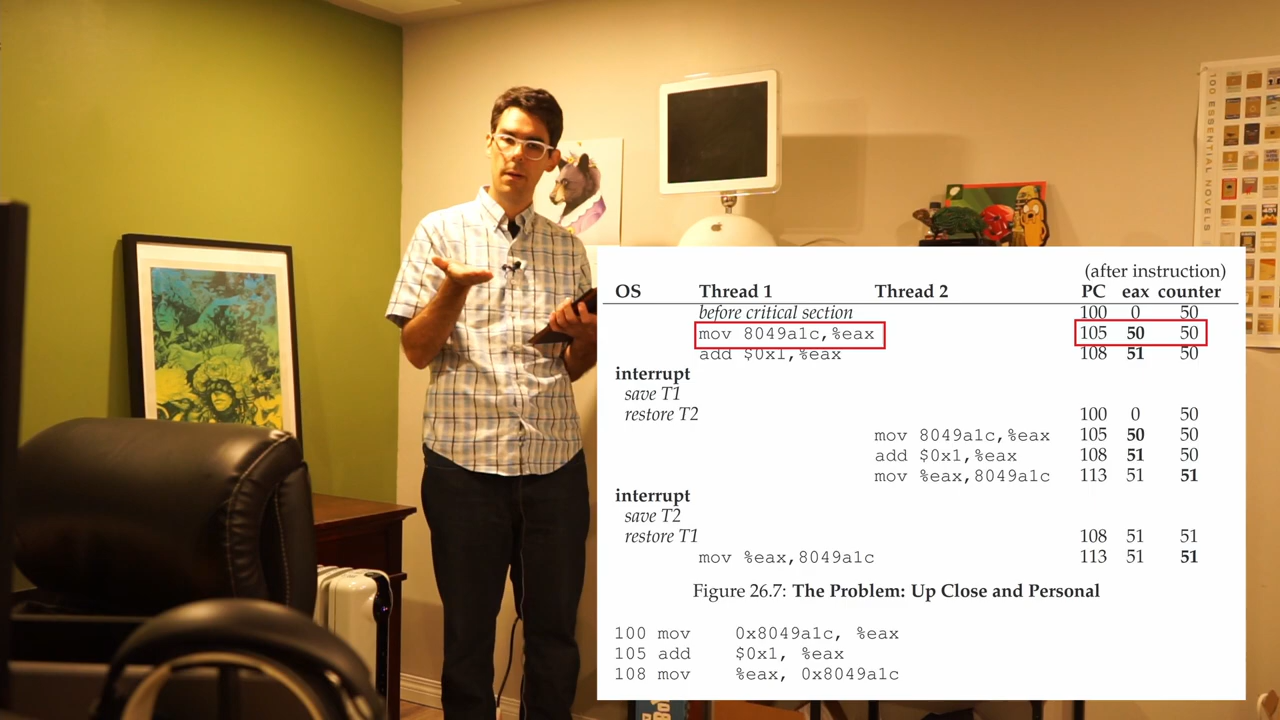 (after instruction)
OS Thread 1 Thread 2 PC eax counter
before critical section 100 0 50
mov 8049a1c,%eax 105 50 50
add $0x1,%eax 108 51 50
interrupt
save T1
restore T2 100 0 50
mov 8049a1c,%eax 105 50 50
add $0x1,%eax 108 51 50
mov %eax,8049a1c 113 51 51
interrupt
save T2
restore T1 108 51 51
mov %eax,8049a1c 113 51 51
Figure 26.7: The Problem: Up Close and Personal
100 mov 0x8049a1c, %eax
105 add $0x1, %eax
108 mov %eax, 0x8049a1c
100 ESSENTIAL NOVELS